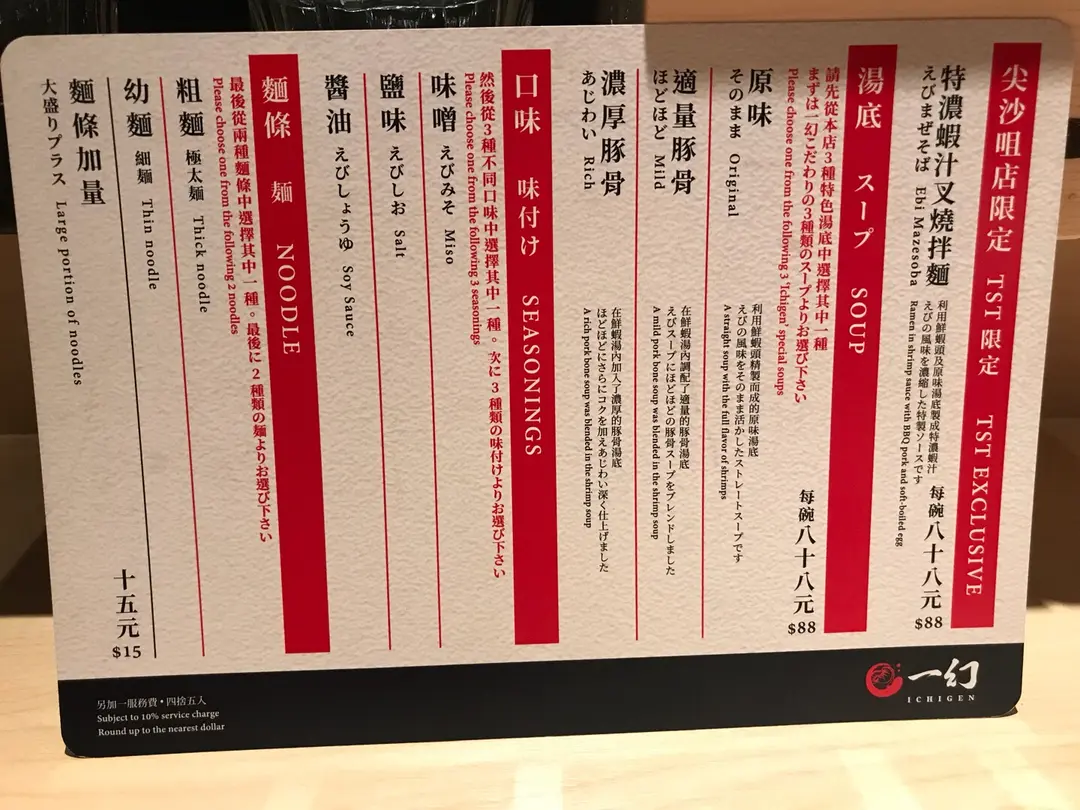 尖沙咀店限定 TST 限定 TST EXCLUSIVE
特濃蝦汁叉燒拌麵
えびまぜそば Ebi Mazesoba
利用鮮蝦頭及原味湯底製成特濃蝦汁
えびの風味を濃縮した特製ソースです
Ramen in shrimp sauce with BBQ pork and soft-boiled egg
每碗八十八元 $88
湯底 スープ SOUP
請先從本店3種特色湯底中選擇其中一種
まずは一幻こだわりの3種類のスープよりお選び下さい
Please choose one from the following 3 'Ichigen' special soups
每碗八十八元 $88
原味
そのまま Original
利用鮮蝦頭精製而成的原味湯底
えびの風味をそのまま活かしたストレートスープです
A straight soup with the full flavor of shrimps
適量豚骨
ほどほど Mild
在鮮蝦湯內調配了適量的豚骨湯底
えびスープにほどほどの豚骨スープをブレンドしました
A mild pork bone soup was blended in the shrimp soup
濃厚豚骨
あじわい Rich
在鮮蝦湯內加入了濃厚的豚骨湯底
ほどほどにさらにコクを加えあじわい深く仕上げました
A rich pork bone soup was blended in the shrimp soup
口味 味付け SEASONINGS
然後從3種不同口味中選擇其中一種。次に3種類の味付けよりお選び下さい
Please choose one from the following 3 seasonings
味噌 えびみそ Miso
鹽味 えびしお Salt
醬油 えびしょうゆ Soy Sauce
麵條 麺 NOODLE
最後從兩種麵條中選擇其中一種。最後に2種類の麺よりお選び下さい
Please choose one from the following 2 noodles
粗麵 極太麺 Thick noodle
幼麵 細麺 Thin noodle
麵條加量
大盛りプラス Large portion of noodles
十五元 $15
一幻
ICHIGEN
另加一服務費・四捨五入
Subject to 10% service charge
Round up to the nearest dollar